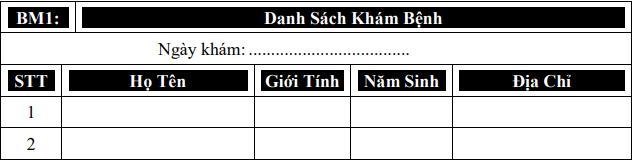 BM1: Danh Sách Khám Bệnh
Ngày khám: ....................................
STT Họ Tên Giới Tính Năm Sinh Địa Chỉ
1
2